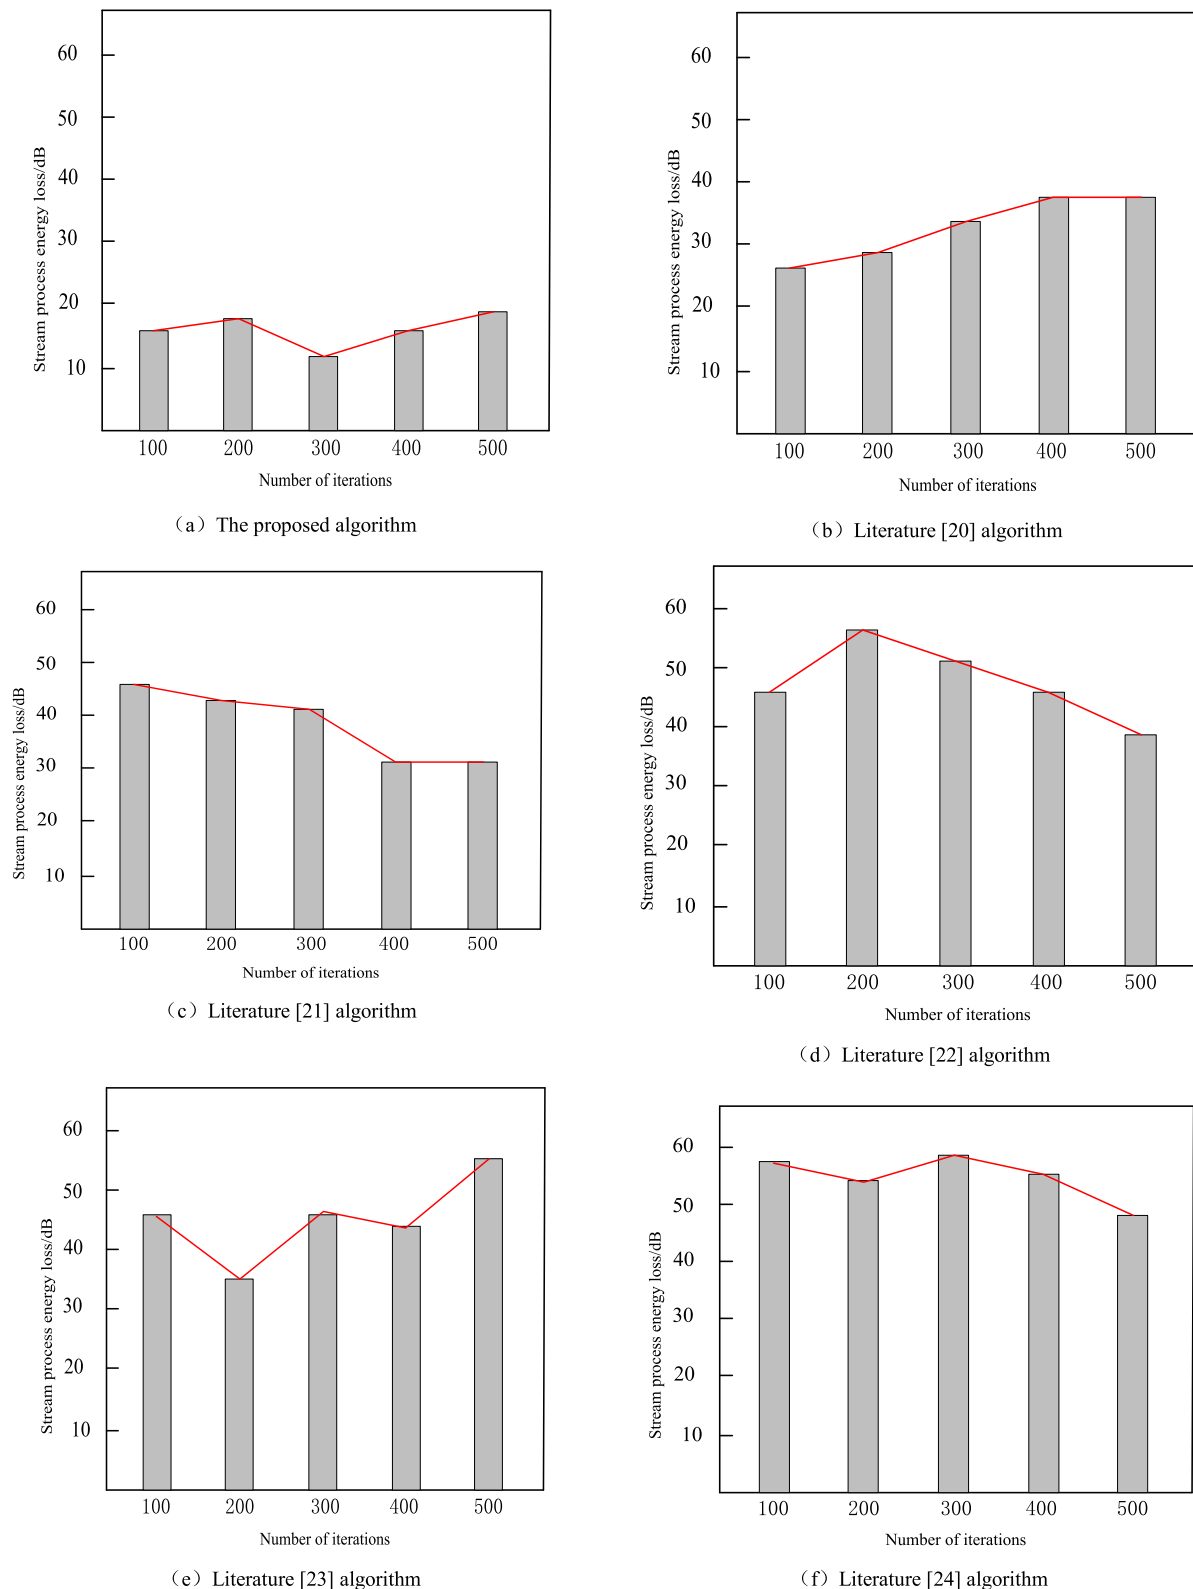 60
50
40
30
20
10
Stream process energy loss/dB
100 200 300 400 500
Number of iterations
（a）The proposed algorithm
60
50
40
30
20
10
Stream process energy loss/dB
100 200 300 400 500
Number of iterations
（b）Literature [20] algorithm
60
50
40
30
20
10
Stream process energy loss/dB
100 200 300 400 500
Number of iterations
（c）Literature [21] algorithm
60
50
40
30
20
10
Stream process energy loss/dB
100 200 300 400 500
Number of iterations
（d）Literature [22] algorithm
60
50
40
30
20
10
Stream process energy loss/dB
100 200 300 400 500
Number of iterations
（e）Literature [23] algorithm
60
50
40
30
20
10
Stream process energy loss/dB
100 200 300 400 500
Number of iterations
（f）Literature [24] algorithm